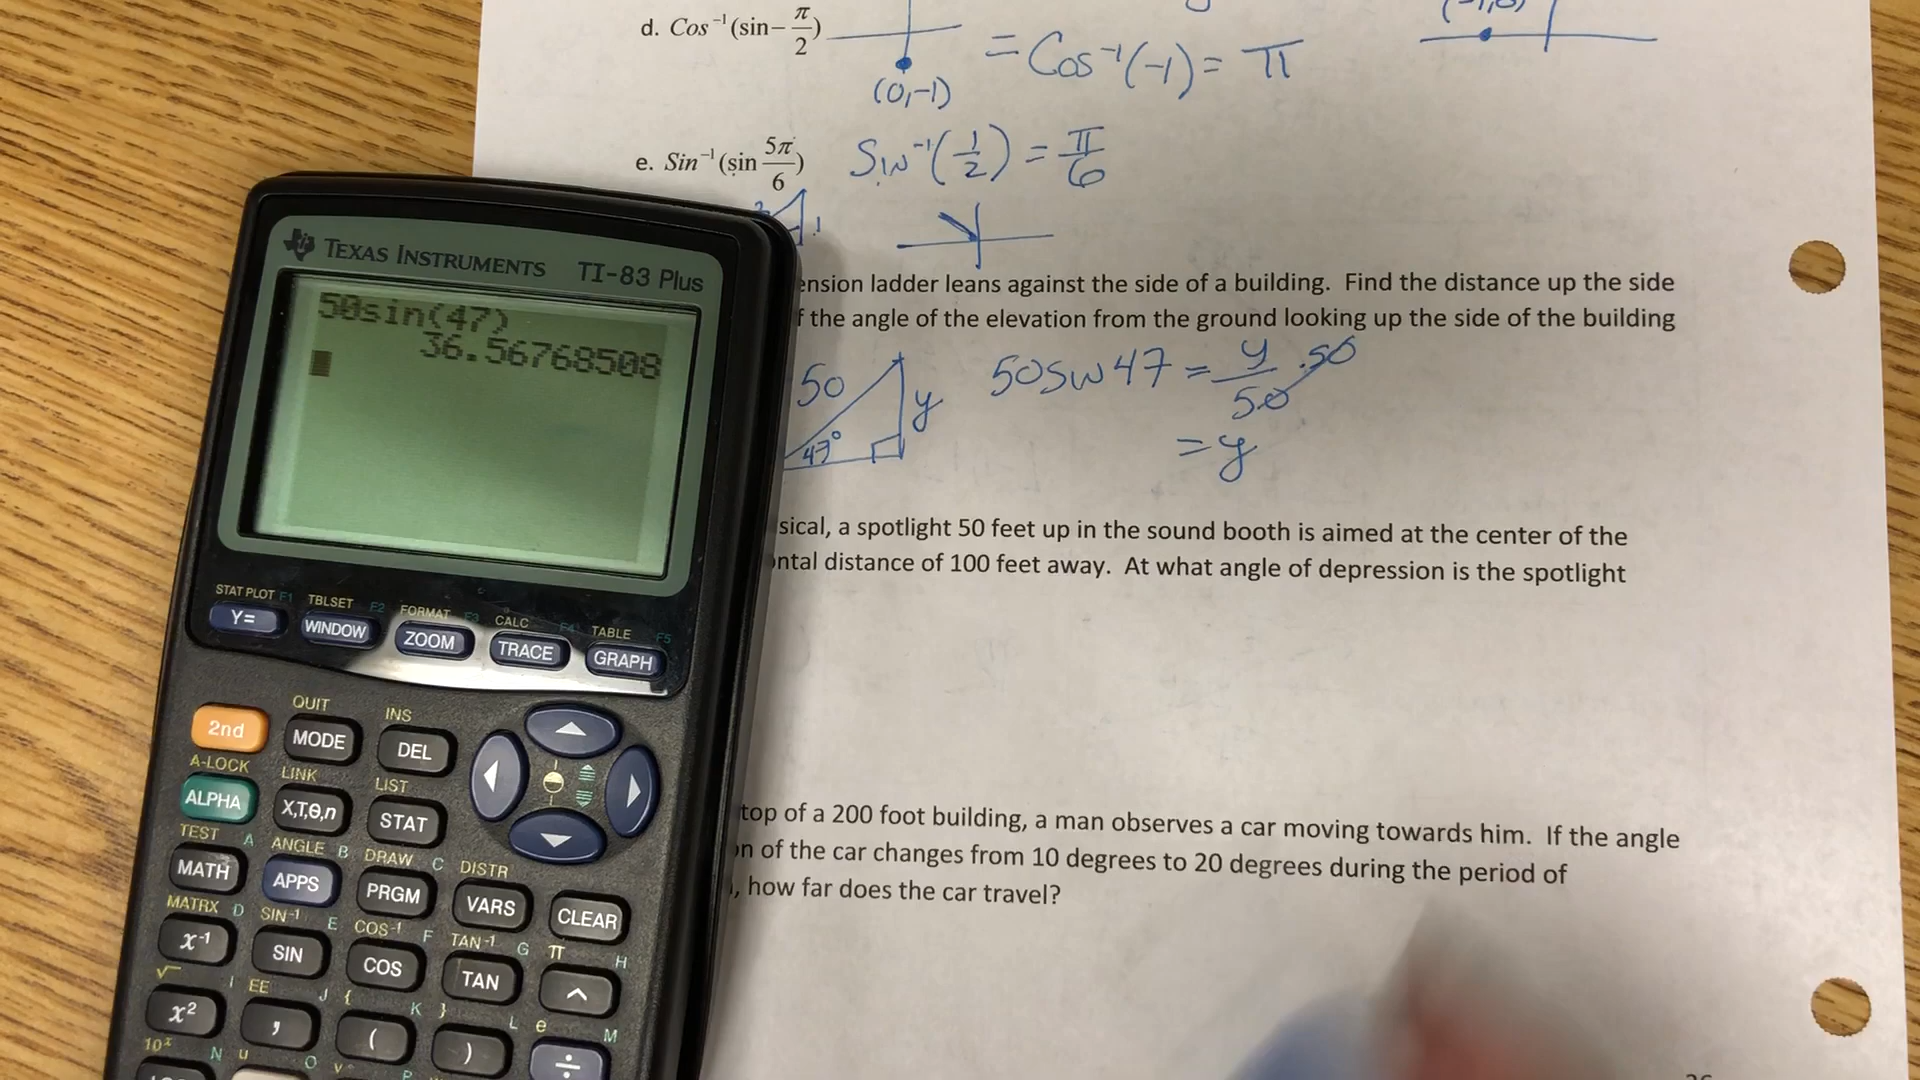 d. Cos⁻¹(sin−π/2)
(0,-1)
= Cos⁻¹(-1) = π
(-1,0)
e. Sin⁻¹(sin 5π/6)
Sin⁻¹(1/2) = π/6
1
ension ladder leans against the side of a building. Find the distance up the side
f the angle of the elevation from the ground looking up the side of the building
50
y
47°
50 sin 47 = y/50 · 50
= y
sical, a spotlight 50 feet up in the sound booth is aimed at the center of the
ntal distance of 100 feet away. At what angle of depression is the spotlight
top of a 200 foot building, a man observes a car moving towards him. If the angle
n of the car changes from 10 degrees to 20 degrees during the period of
, how far does the car travel?
TEXAS INSTRUMENTS TI-83 Plus
50sin(47)
36.56768508
STAT PLOT F1 TBLSET F2 FORMAT F3 CALC F4 TABLE F5
Y= WINDOW ZOOM TRACE GRAPH
QUIT INS
2nd MODE DEL
A-LOCK LINK LIST
ALPHA X,T,θ,n STAT
TEST A ANGLE B DRAW C DISTR
MATH APPS PRGM VARS CLEAR
MATRX D SIN⁻¹ E COS⁻¹ F TAN⁻¹ G π H
x⁻¹ SIN COS TAN ^
√ I EE J { K } L e M
x² , ( ) ÷
10ˣ N u O v P